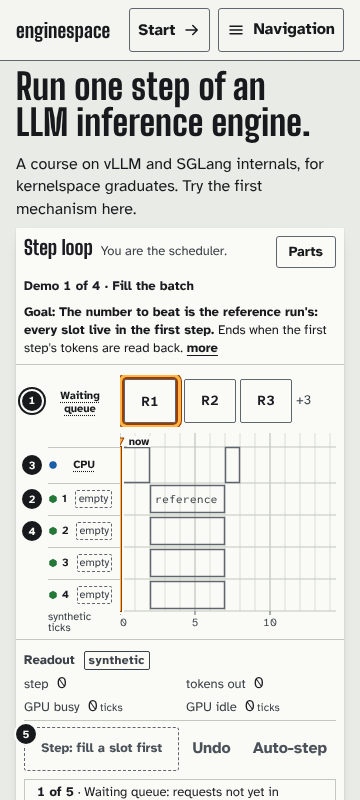 enginespace
Start →
Navigation
Run one step of an
LLM inference engine.
A course on vLLM and SGLang internals, for
kernelspace graduates. Try the first
mechanism here.
Step loop You are the scheduler.
Parts
Demo 1 of 4 · Fill the batch
Goal: The number to beat is the reference run's:
every slot live in the first step. Ends when the first
step's tokens are read back. more
1 Waiting queue
R1 R2 R3 +3
7 now
3 CPU
2 1 empty reference
4 2 empty
3 empty
4 empty
synthetic
ticks
0 5 10
Readout synthetic
step 0 tokens out 0
GPU busy 0 ticks GPU idle 0 ticks
5
Step: fill a slot first Undo Auto-step
1 of 5 · Waiting queue: requests not yet in